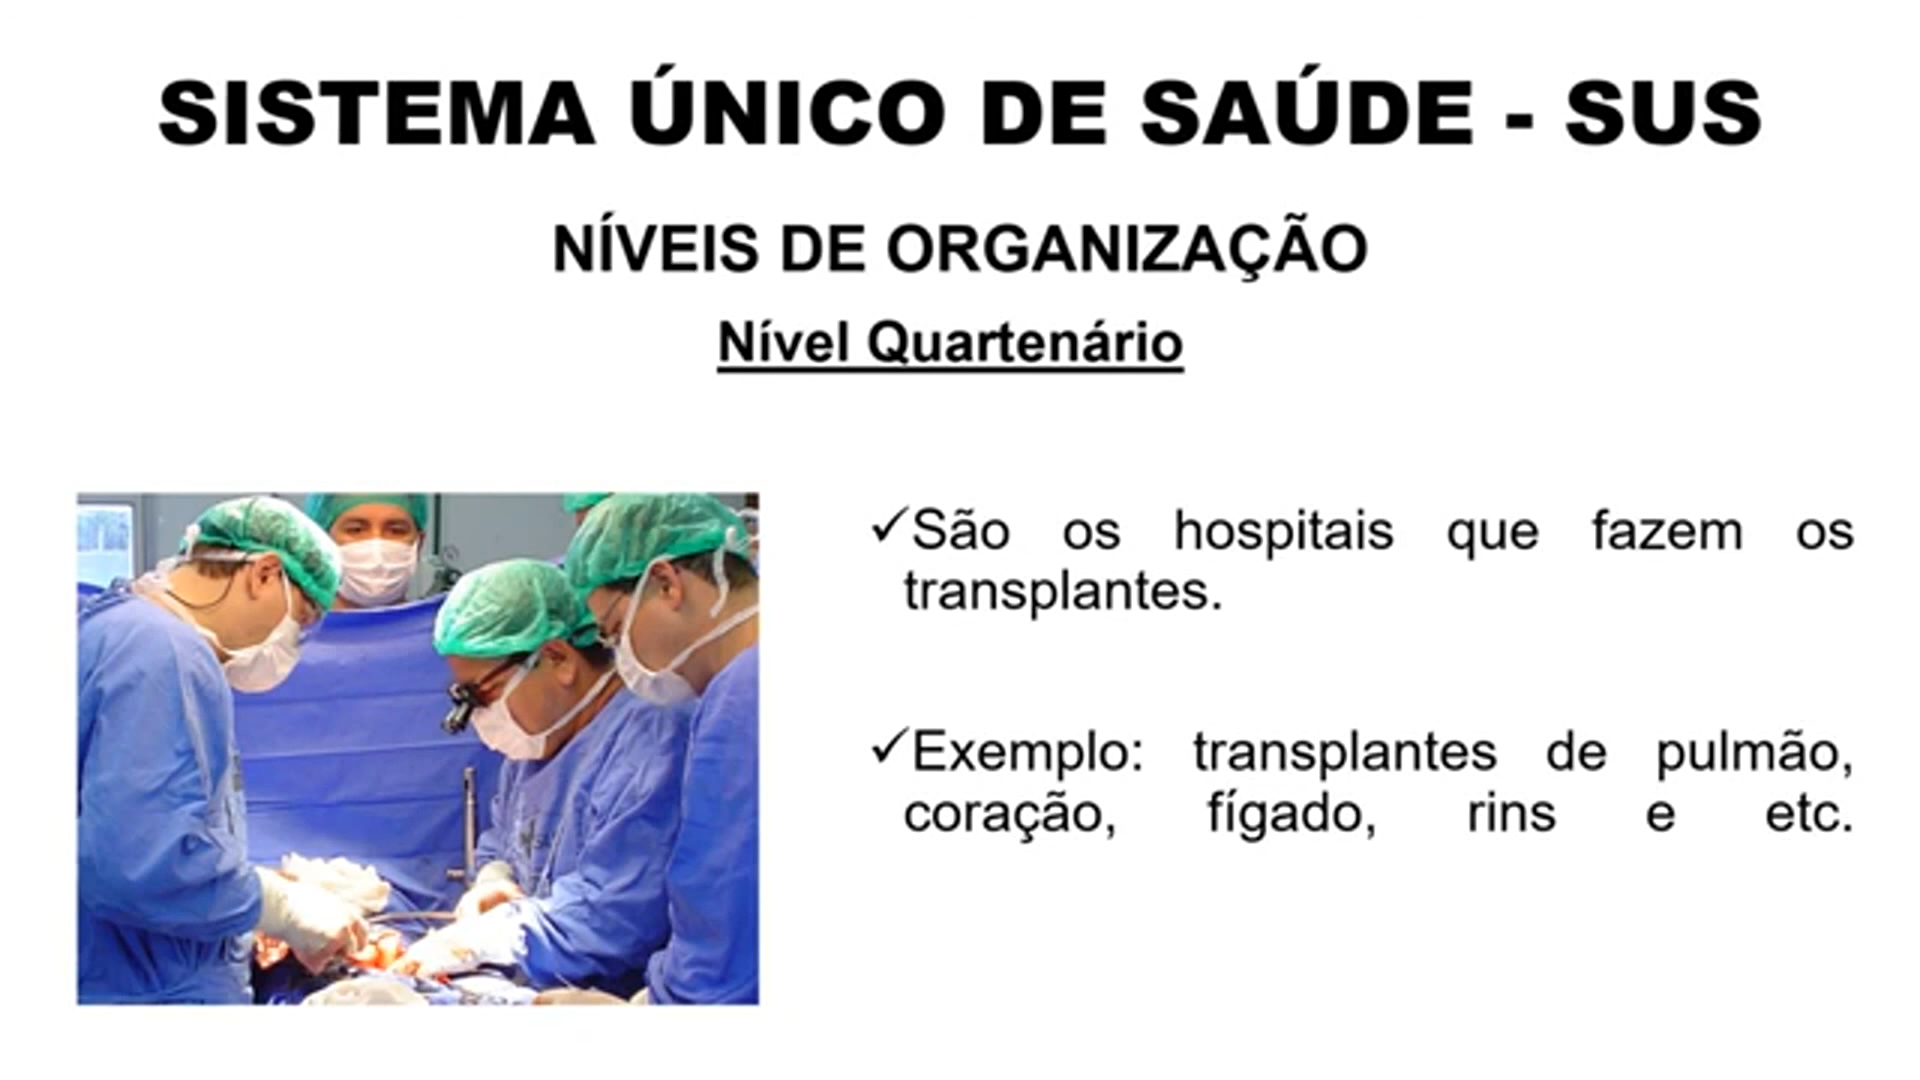 SISTEMA ÚNICO DE SAÚDE - SUS
NÍVEIS DE ORGANIZAÇÃO
Nível Quartenário
✓São os hospitais que fazem os
transplantes.
✓Exemplo: transplantes de pulmão,
coração, fígado, rins e etc.